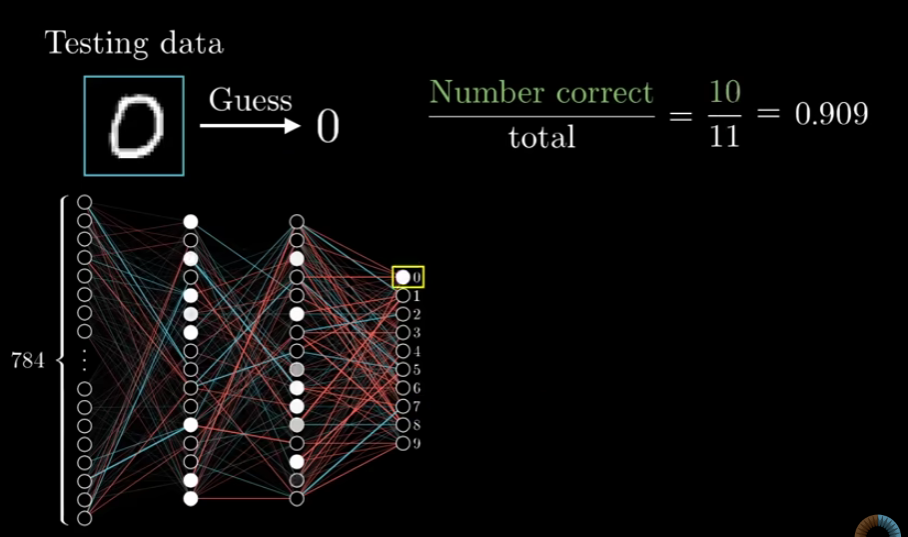 Testing data
0
Guess
0
Number correct
total
= 10/11 = 0.909
784
0
1
2
3
4
5
6
7
8
9